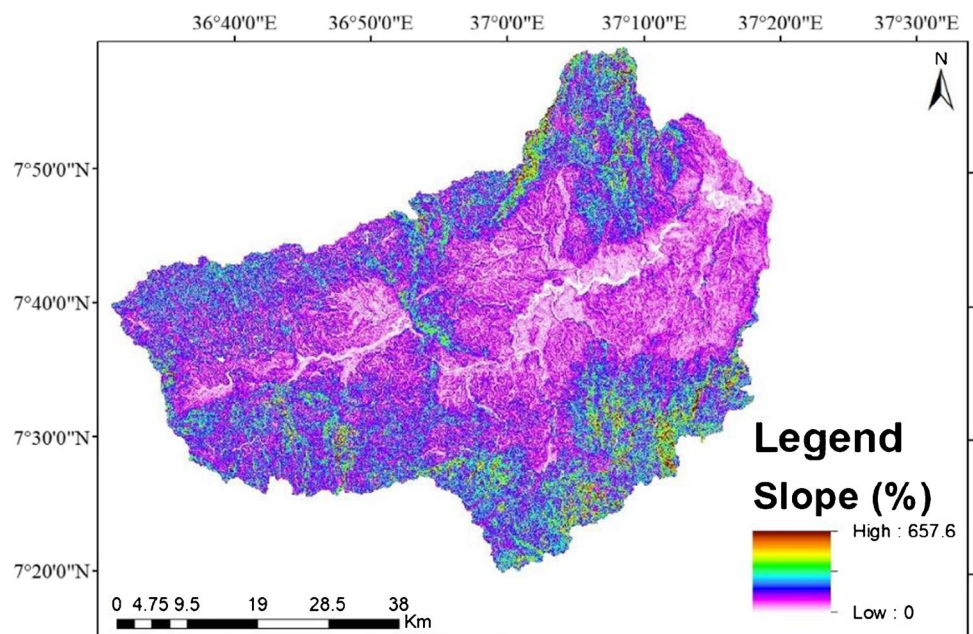 36°40'0"E 36°50'0"E 37°0'0"E 37°10'0"E 37°20'0"E 37°30'0"E
N
7°50'0"N
7°40'0"N
7°30'0"N
7°20'0"N
Legend
Slope (%)
High : 657.6
Low : 0
0 4.75 9.5 19 28.5 38
Km